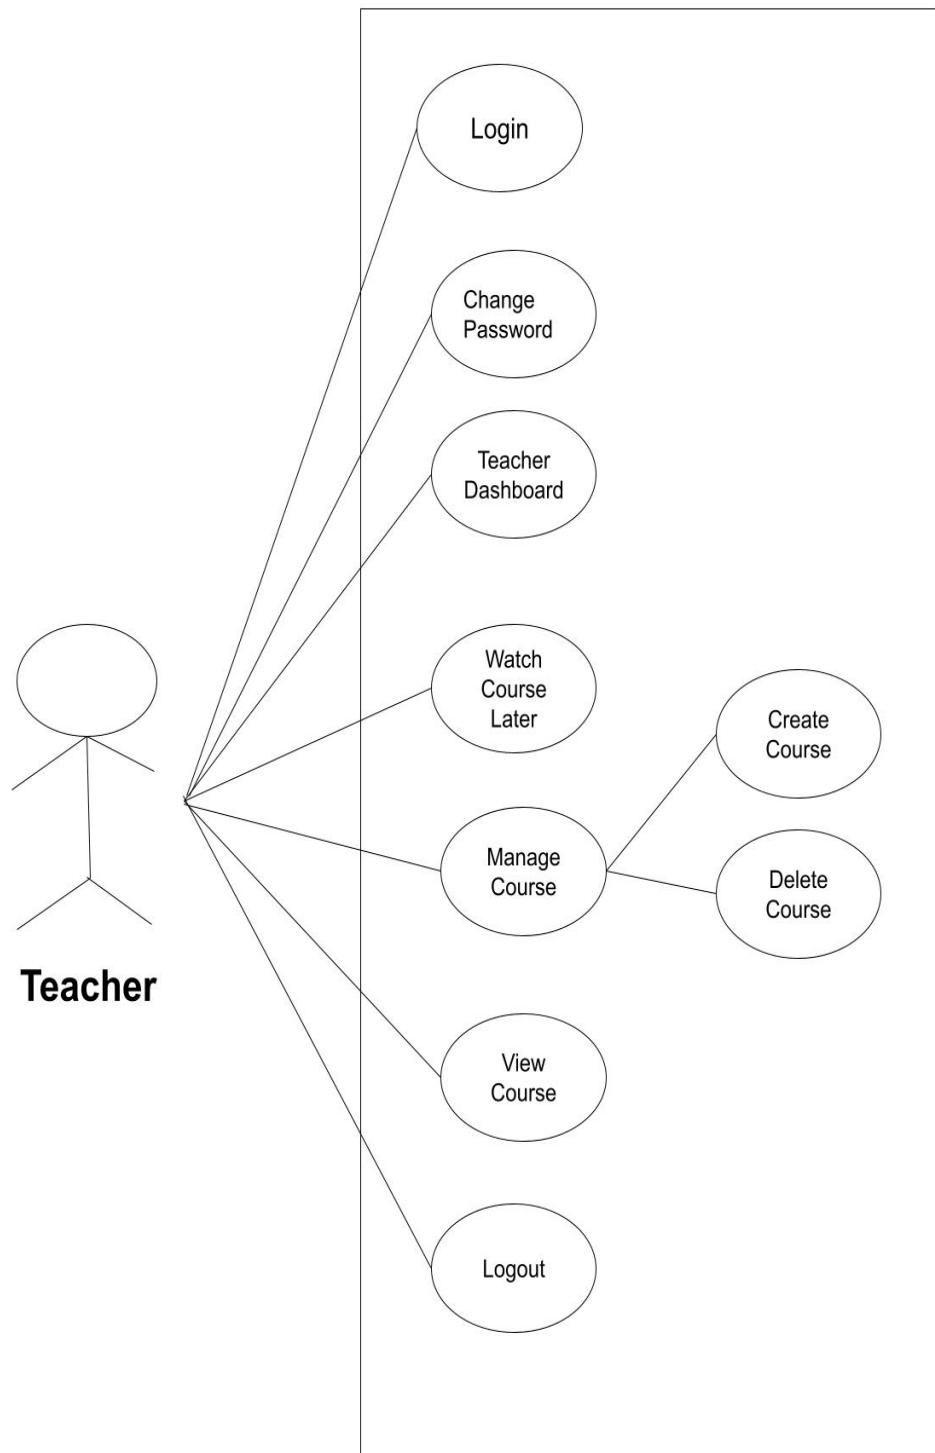 Login
Change
Password
Teacher
Dashboard
Watch
Course
Later
Create
Course
Manage
Course
Delete
Course
Teacher
View
Course
Logout